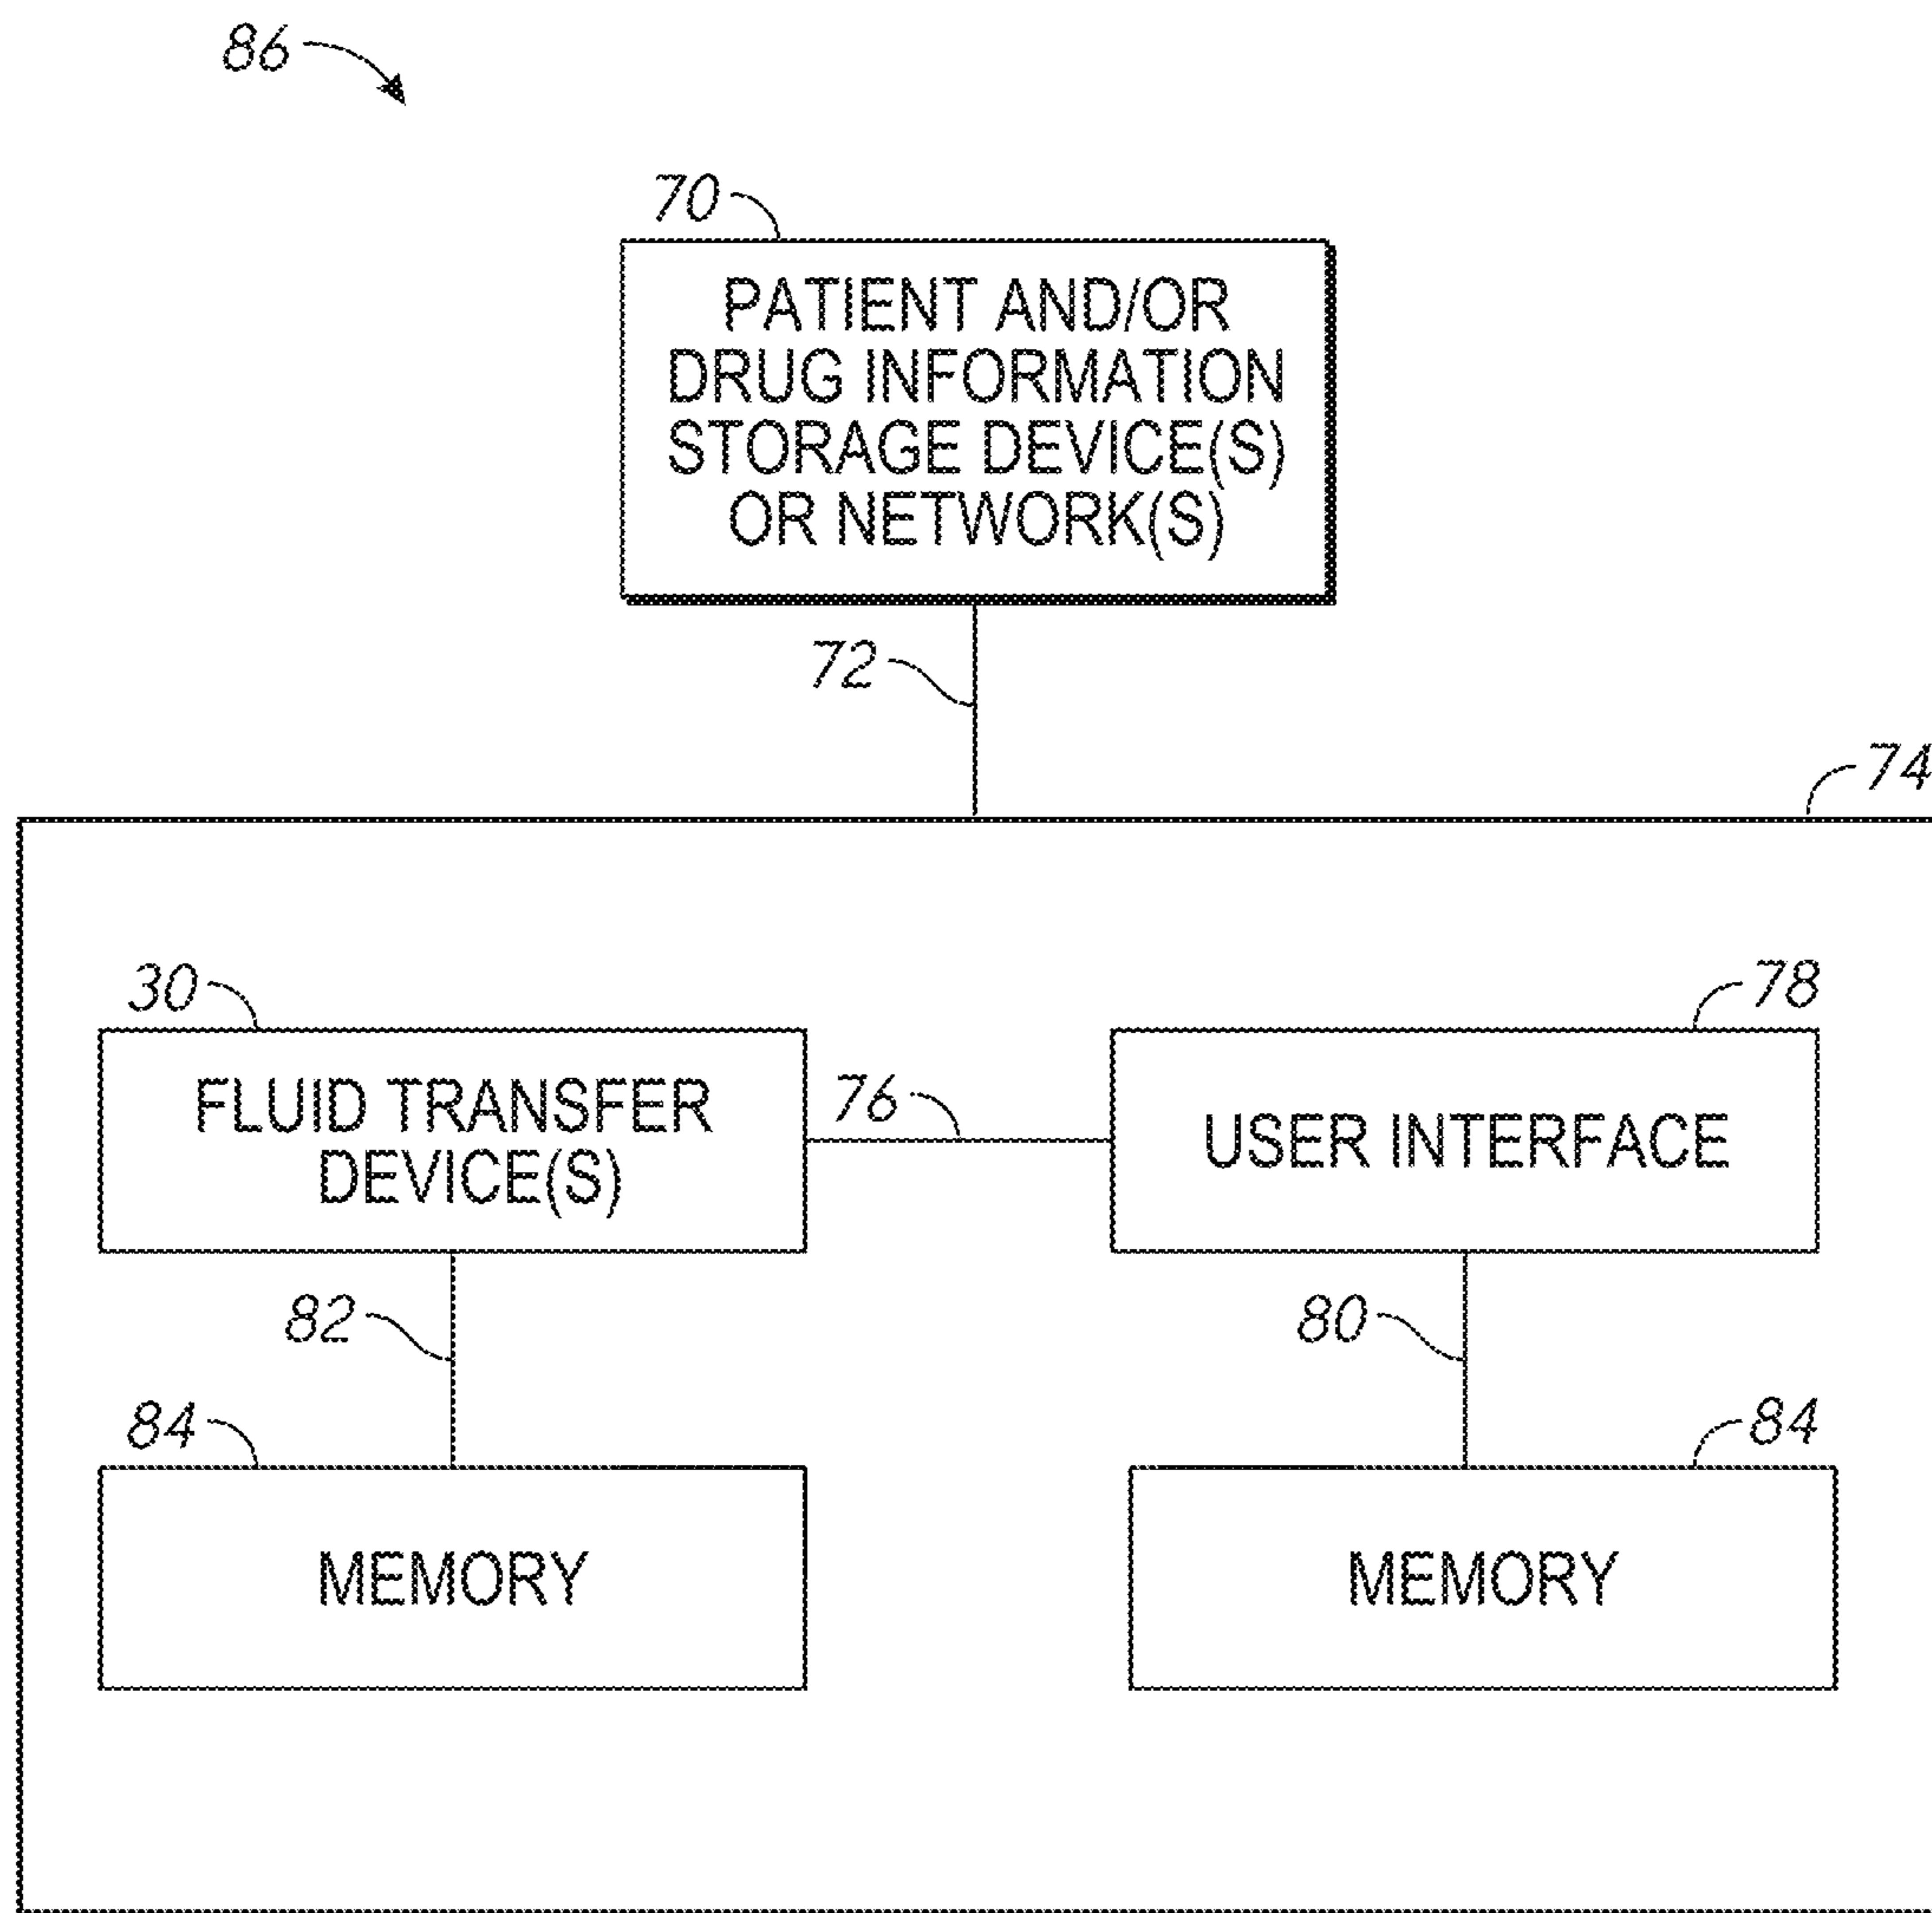 86
70
PATIENT AND/OR
DRUG INFORMATION
STORAGE DEVICE(S)
OR NETWORK(S)
72
74
30
78
FLUID TRANSFER
DEVICE(S)
76
USER INTERFACE
82
80
84
84
MEMORY
MEMORY